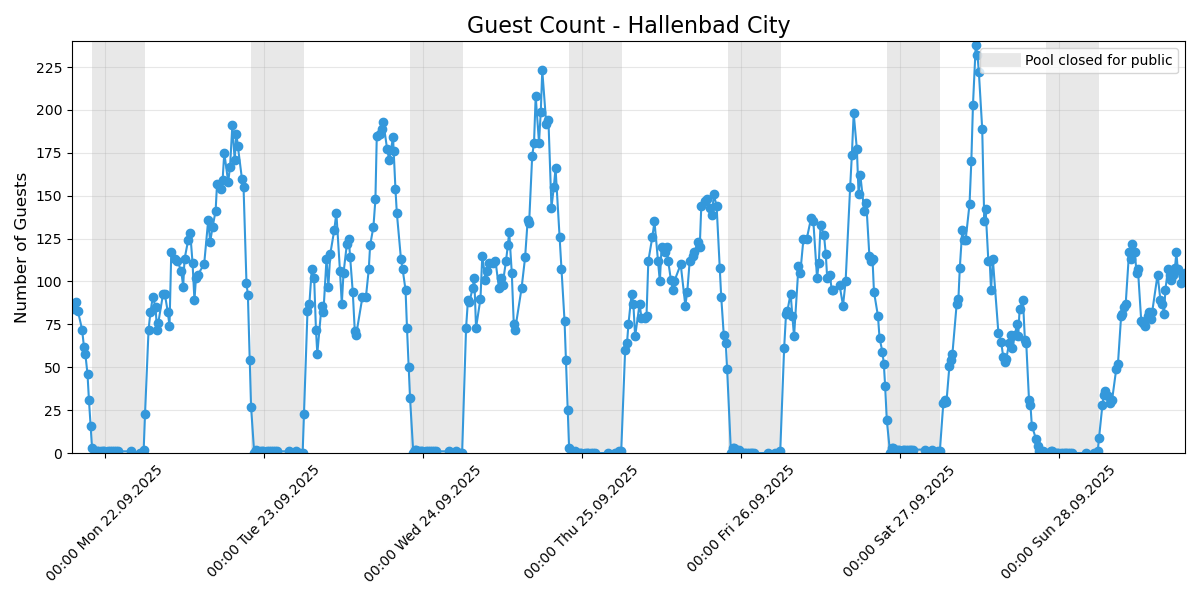 Guest Count - Hallenbad City
Pool closed for public
Number of Guests
225
200
175
150
125
100
75
50
25
0
00:00 Mon 22.09.2025
00:00 Tue 23.09.2025
00:00 Wed 24.09.2025
00:00 Thu 25.09.2025
00:00 Fri 26.09.2025
00:00 Sat 27.09.2025
00:00 Sun 28.09.2025